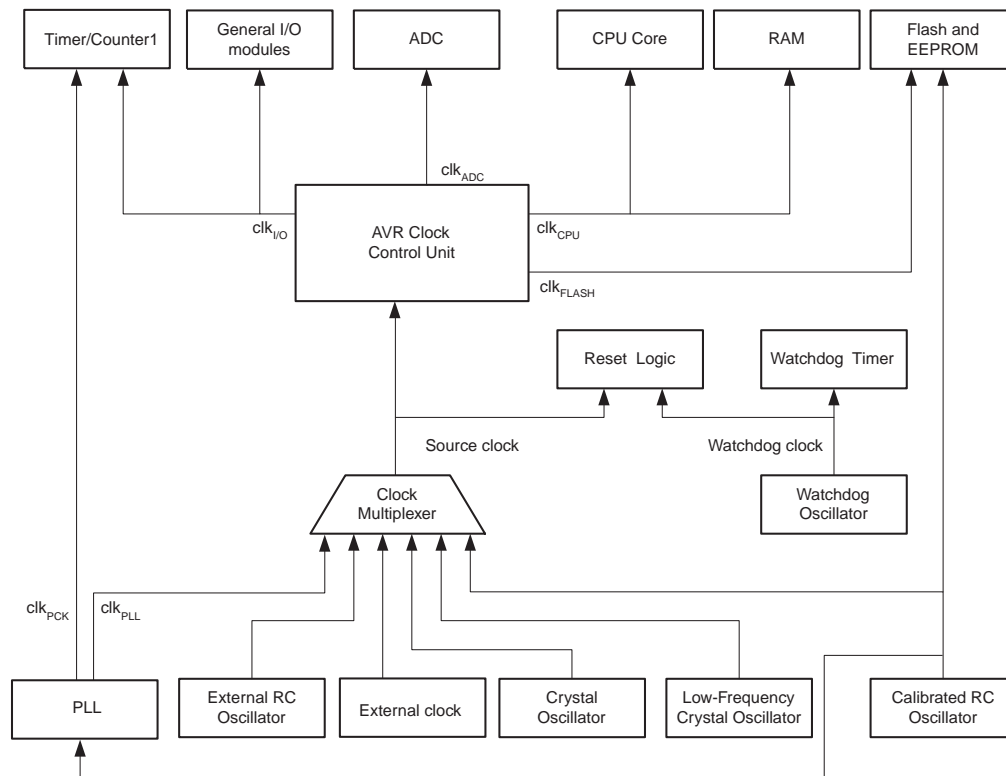 Timer/Counter1
General I/O
modules
ADC
CPU Core
RAM
Flash and
EEPROM
clkADC
clkI/O
AVR Clock
Control Unit
clkCPU
clkFLASH
Reset Logic
Watchdog Timer
Source clock
Watchdog clock
Clock
Multiplexer
Watchdog
Oscillator
clkPCK
clkPLL
PLL
External RC
Oscillator
External clock
Crystal
Oscillator
Low-Frequency
Crystal Oscillator
Calibrated RC
Oscillator